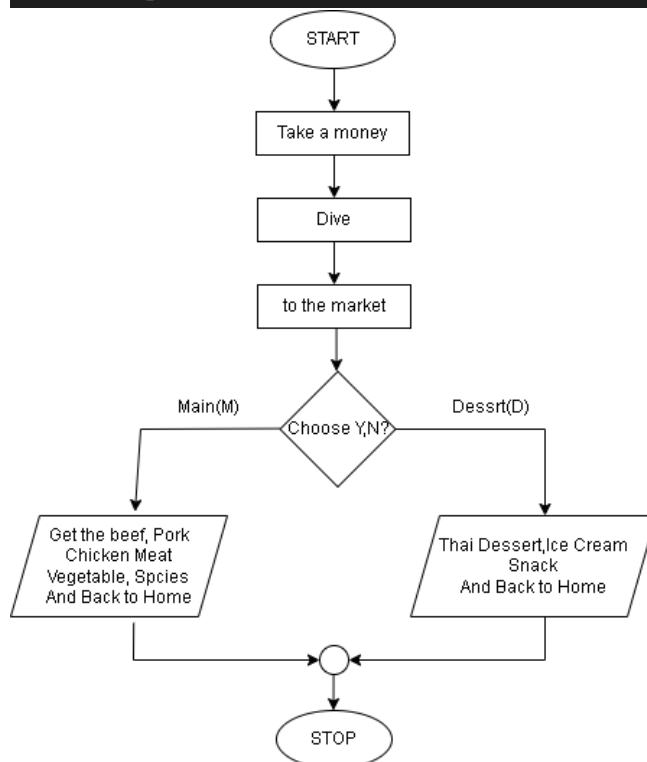 START
Take a money
Dive
to the market
Choose Y,N?
Main(M)
Dessrt(D)
Get the beef, Pork
Chicken Meat
Vegetable, Spcies
And Back to Home
Thai Dessert,Ice Cream
Snack
And Back to Home
STOP